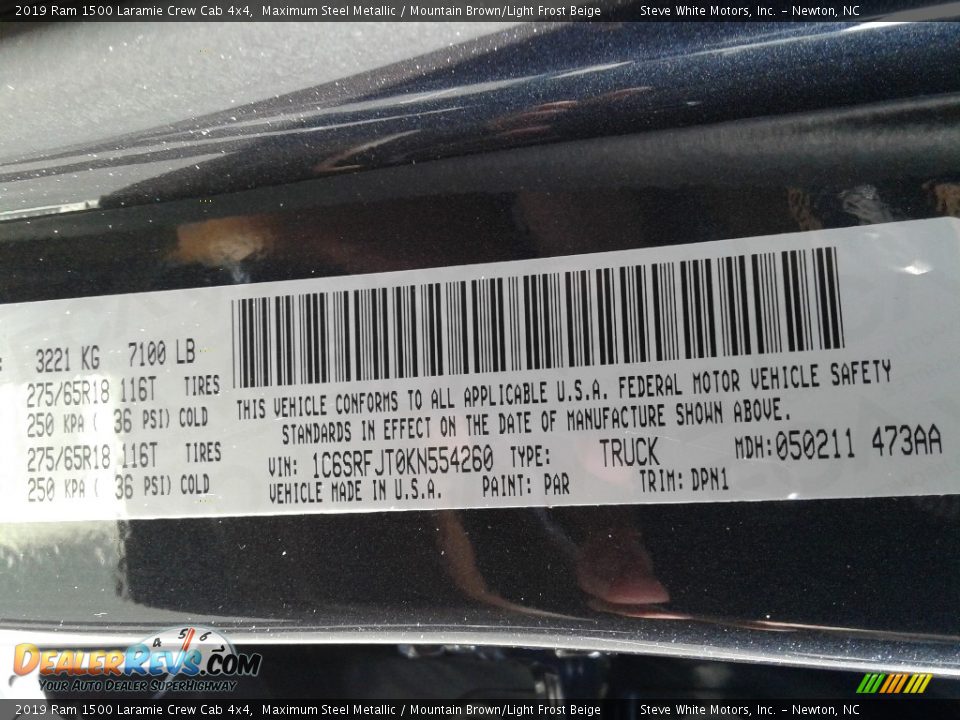 2019 Ram 1500 Laramie Crew Cab 4x4, Maximum Steel Metallic / Mountain Brown/Light Frost Beige Steve White Motors, Inc. – Newton, NC
3221 KG 7100 LB
275/65R18 116T TIRES
250 KPA ( 36 PSI) COLD
275/65R18 116T TIRES
250 KPA ( 36 PSI) COLD
THIS VEHICLE CONFORMS TO ALL APPLICABLE U.S.A. FEDERAL MOTOR VEHICLE SAFETY
STANDARDS IN EFFECT ON THE DATE OF MANUFACTURE SHOWN ABOVE.
VIN: 1C6SRFJT0KN554260 TYPE: TRUCK MDH:050211 473AA
VEHICLE MADE IN U.S.A. PAINT: PAR TRIM: DPN1
4 5 6
DealerRevs.com
Your Auto Dealer SuperHighway
2019 Ram 1500 Laramie Crew Cab 4x4, Maximum Steel Metallic / Mountain Brown/Light Frost Beige Steve White Motors, Inc. – Newton, NC